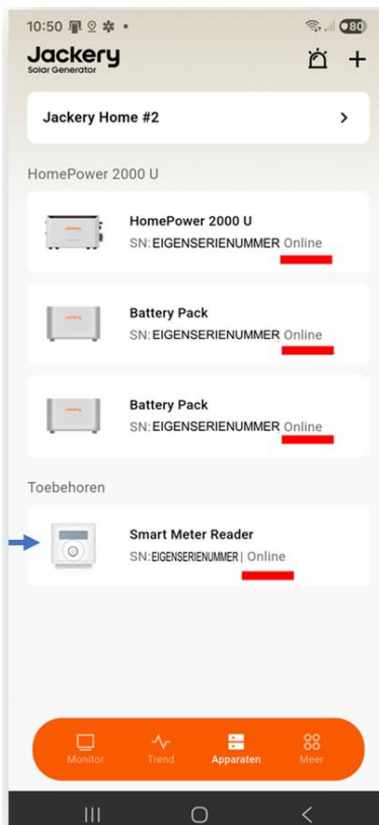 10:50
80
Jackery
Solar Generator
Jackery Home #2
HomePower 2000 U
HomePower 2000 U
SN: EIGENSERIENUMMER Online
Battery Pack
SN: EIGENSERIENUMMER Online
Battery Pack
SN: EIGENSERIENUMMER Online
Toebehoren
Smart Meter Reader
SN: EIGENSERIENUMMER | Online
Monitor Trend Apparaten Meer